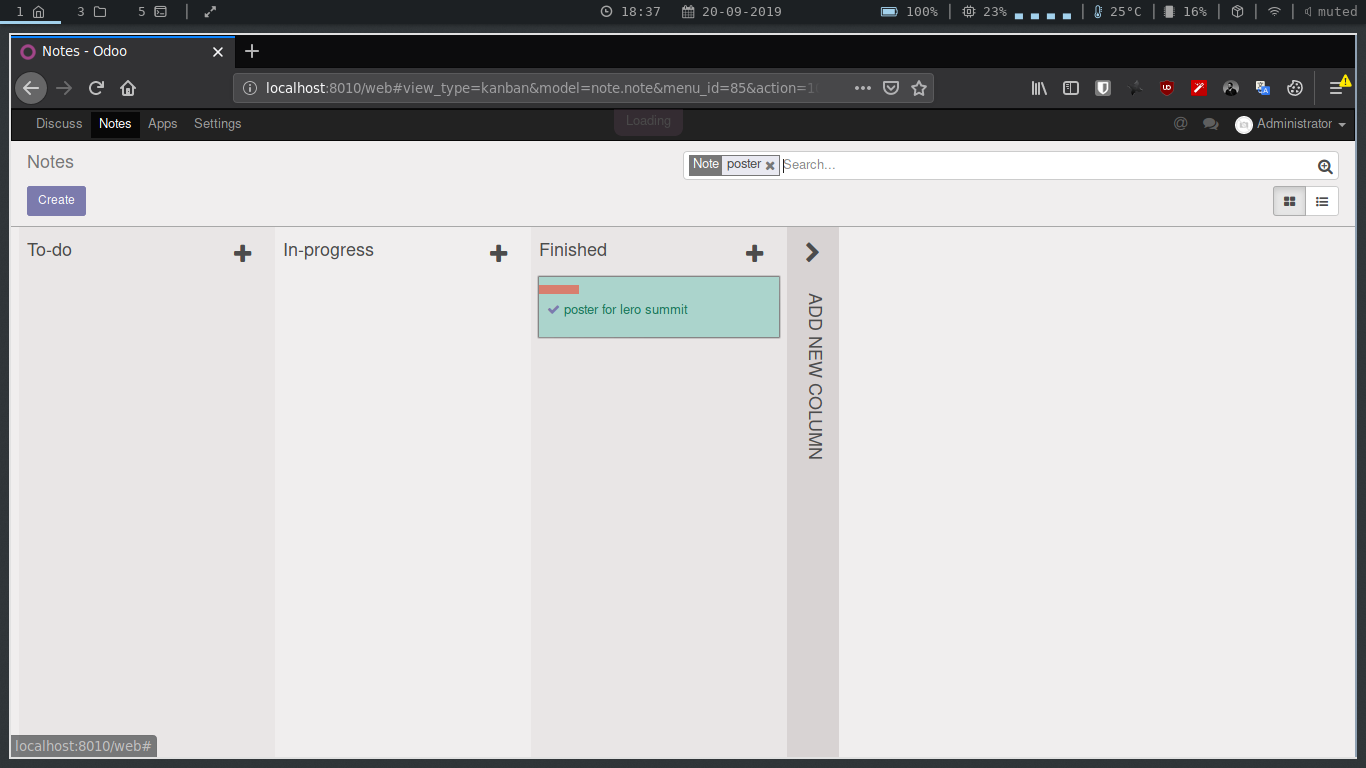 1 3 5 18:37 20-09-2019 100% 23% 25°C 16% muted
Notes - Odoo
localhost:8010/web#view_type=kanban&model=note.note&menu_id=85&action=1
Discuss Notes Apps Settings Loading @ Administrator
Notes
Note poster Search...
Create
To-do In-progress Finished
poster for lero summit
ADD NEW COLUMN
localhost:8010/web#